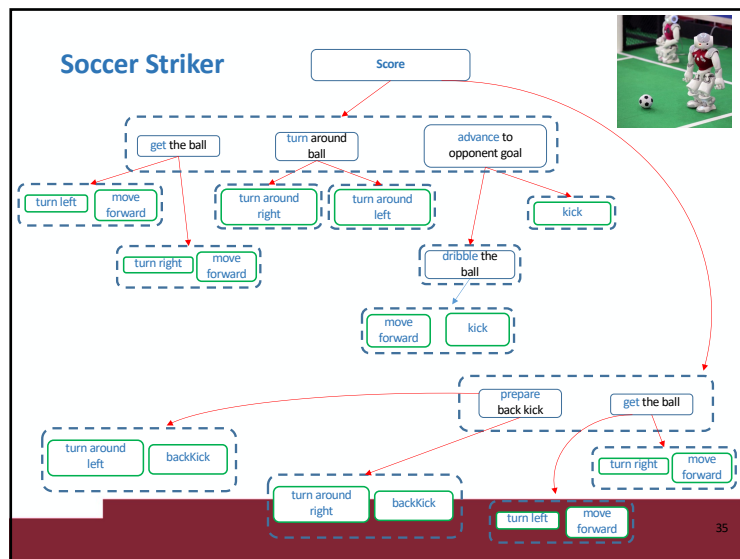 Soccer Striker
Score
get the ball
turn around
ball
advance to
opponent goal
turn left
move
forward
turn around
right
turn around
left
kick
turn right
move
forward
dribble the
ball
move
forward
kick
prepare
back kick
get the ball
turn around
left
backKick
turn right
move
forward
turn around
right
backKick
turn left
move
forward
35